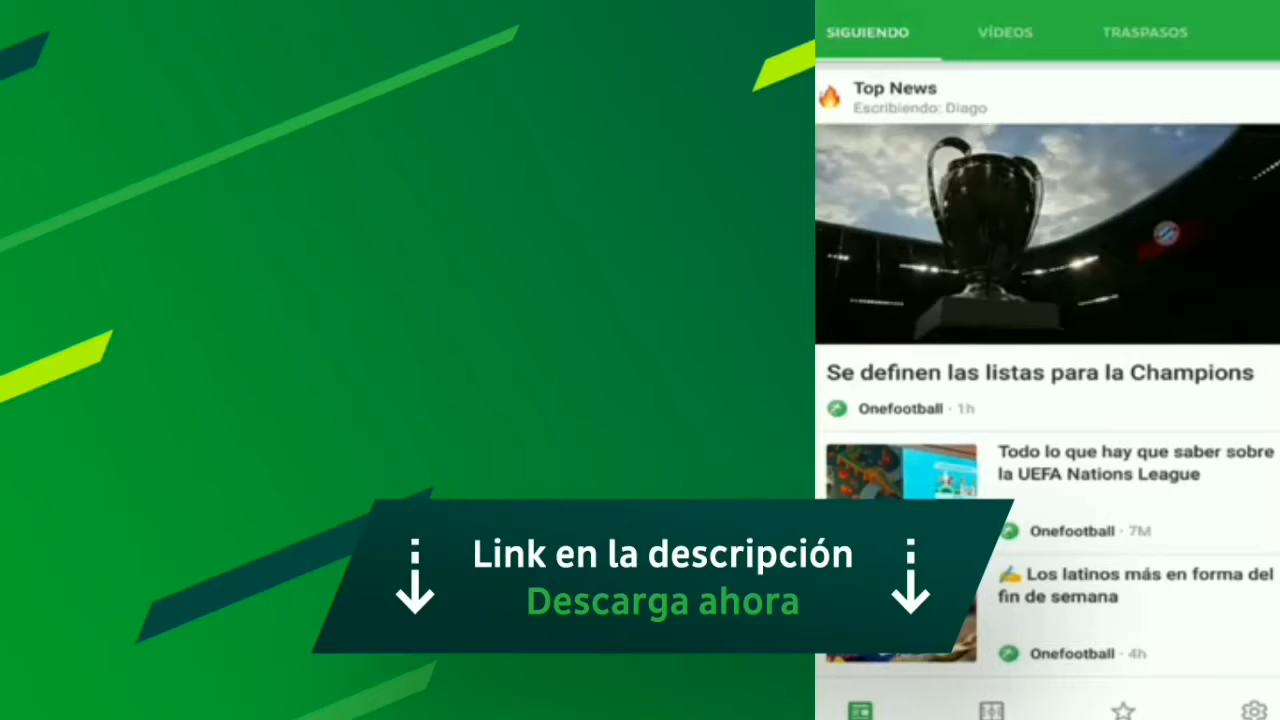 SIGUIENDO
VÍDEOS
TRASPASOS
Top News
Escribiendo: Diago
Se definen las listas para la Champions
Onefootball · 1h
Todo lo que hay que saber sobre
la UEFA Nations League
Onefootball · 7M
✍️ Los latinos más en forma del
fin de semana
Onefootball · 4h
Link en la descripción
Descarga ahora